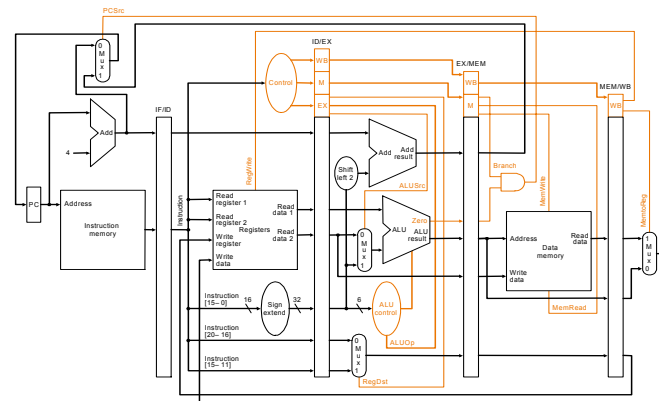 PCSrc
0
M
u
x
1
ID/EX
WB
EX/MEM
Control
M
WB
MEM/WB
IF/ID
EX
M
WB
Add
4
Add
Add
result
Shift
left 2
RegWrite
ALUSrc
Branch
MemWrite
MemtoReg
PC
Address
Instruction
memory
Instruction
Read
register 1
Read
register 2
Registers
Write
register
Write
data
Read
data 1
Read
data 2
0
M
u
x
1
Zero
ALU
ALU
result
Address
Read
data
Data
memory
Write
data
1
M
u
x
0
Instruction
[15– 0]
16
Sign
extend
32
6
ALU
control
MemRead
Instruction
[20– 16]
ALUOp
Instruction
[15– 11]
0
M
u
x
1
RegDst